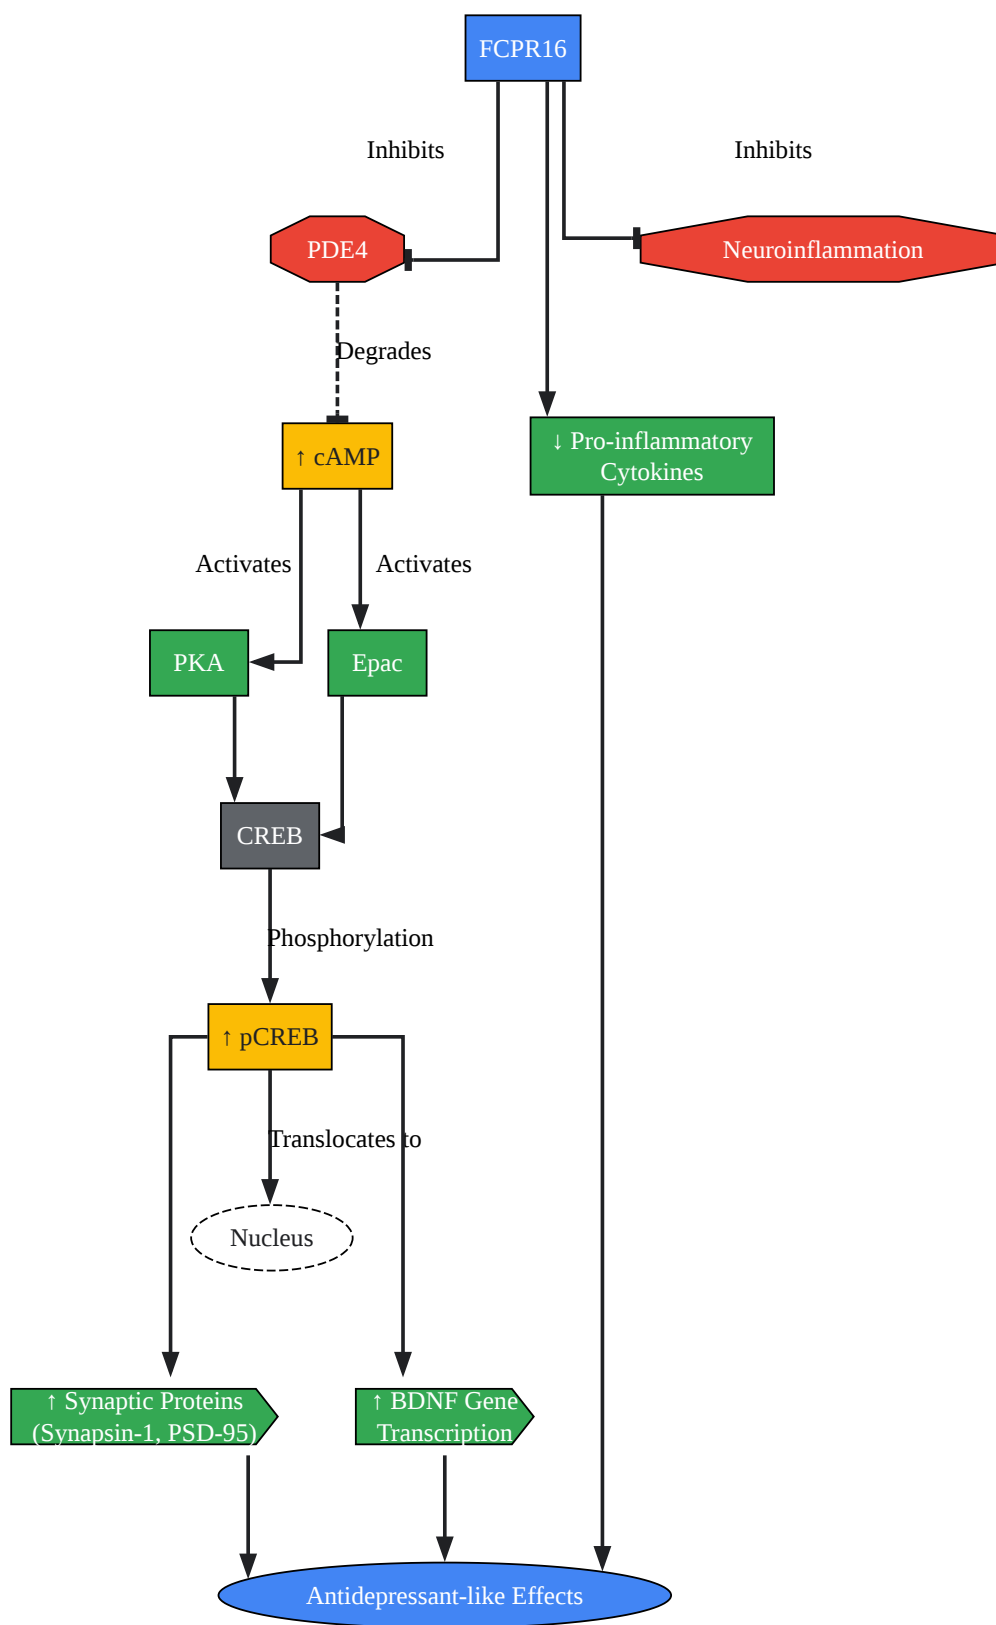 FCPR16
Inhibits
Inhibits
PDE4
Neuroinflammation
Degrades
↑ cAMP
↓ Pro-inflammatory
Cytokines
Activates
Activates
PKA
Epac
CREB
Phosphorylation
↑ pCREB
Translocates to
Nucleus
↑ Synaptic Proteins
(Synapsin-1, PSD-95)
↑ BDNF Gene
Transcription
Antidepressant-like Effects